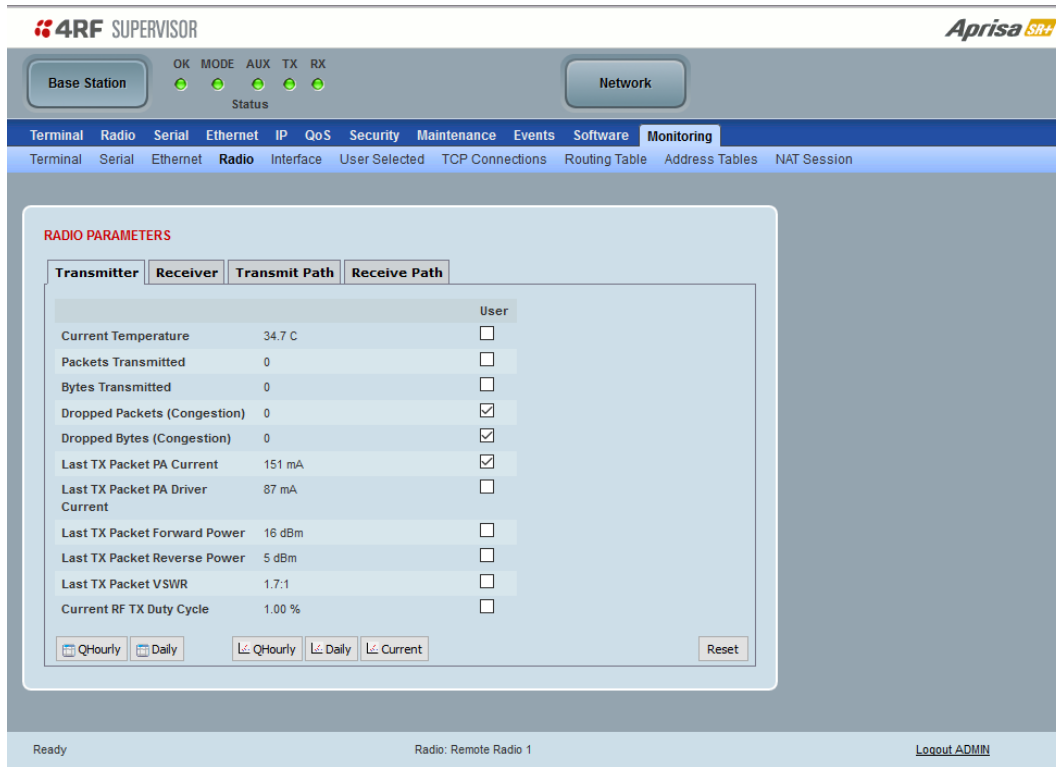 4RF SUPERVISOR
Aprisa SR+
Base Station
OK MODE AUX TX RX
Status
Network
Terminal Radio Serial Ethernet IP QoS Security Maintenance Events Software Monitoring
Terminal Serial Ethernet Radio Interface User Selected TCP Connections Routing Table Address Tables NAT Session
RADIO PARAMETERS
Transmitter Receiver Transmit Path Receive Path
User
Current Temperature 34.7 C
Packets Transmitted 0
Bytes Transmitted 0
Dropped Packets (Congestion) 0
Dropped Bytes (Congestion) 0
Last TX Packet PA Current 151 mA
Last TX Packet PA Driver 87 mA
Current
Last TX Packet Forward Power 16 dBm
Last TX Packet Reverse Power 5 dBm
Last TX Packet VSWR 1.7:1
Current RF TX Duty Cycle 1.00 %
QHourly Daily QHourly Daily Current Reset
Ready Radio: Remote Radio 1 Logout ADMIN